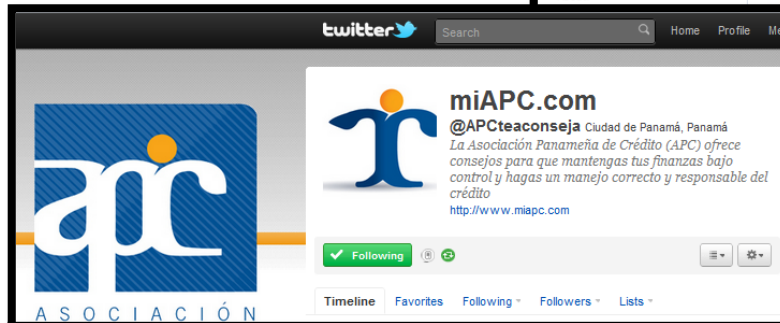 twitter
Search
Home Profile Me
miAPC.com
@APCteaconseja Ciudad de Panamá, Panamá
La Asociación Panameña de Crédito (APC) ofrece
consejos para que mantengas tus finanzas bajo
control y hagas un manejo correcto y responsable del
crédito
http://www.miapc.com
Following
Timeline Favorites Following Followers Lists
apc
ASOCIACIÓN